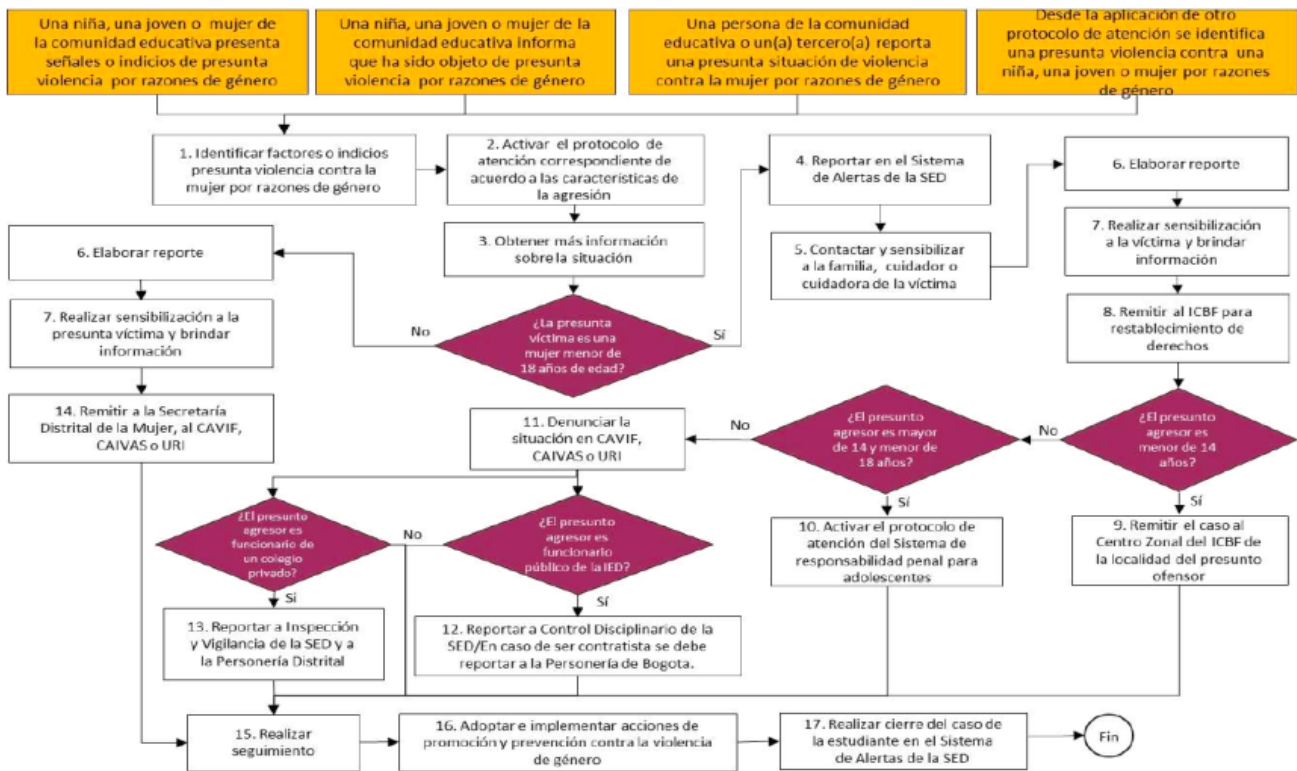 Una niña, una joven o mujer de
la comunidad educativa presenta
señales o indicios de presunta
violencia por razones de género
Una niña, una joven o mujer de la
comunidad educativa informa
que ha sido objeto de presunta
violencia por razones de género
Una persona de la comunidad
educativa o un(a) tercero(a) reporta
una presunta situación de violencia
contra la mujer por razones de género
Desde la aplicación de otro
protocolo de atención se identifica
una presunta violencia contra una
niña, una joven o mujer por razones
de género
1. Identificar factores o indicios
presunta violencia contra la
mujer por razones de género
2. Activar el protocolo de
atención correspondiente de
acuerdo a las características de
la agresión
4. Reportar en el Sistema
de Alertas de la SED
6. Elaborar reporte
6. Elaborar reporte
3. Obtener más información
sobre la situación
5. Contactar y sensibilizar
a la familia, cuidador o
cuidadora de la víctima
7. Realizar sensibilización
a la víctima y brindar
información
7. Realizar sensibilización a la
presunta víctima y brindar
información
No
¿La presunta
víctima es una
mujer menor de
18 años de edad?
Sí
8. Remitir al ICBF para
restablecimiento de
derechos
14. Remitir a la Secretaría
Distrital de la Mujer, al CAVIF,
CAIVAS o URI
11. Denunciar la
situación en CAVIF,
CAIVAS o URI
No
¿El presunto
agresor es mayor
de 14 y menor de
18 años?
No
¿El presunto
agresor es
menor de 14
años?
Sí
Sí
¿El presunto
agresor es
funcionario de
un colegio
privado?
No
¿El presunto
agresor es
funcionario
público de la IED?
10. Activar el protocolo de
atención del Sistema de
responsabilidad penal para
adolescentes
9. Remitir el caso al
Centro Zonal del ICBF de
la localidad del presunto
ofensor
Sí
Sí
13. Reportar a Inspección
y Vigilancia de la SED y a
la Personería Distrital
12. Reportar a Control Disciplinario de la
SED/En caso de ser contratista se debe
reportar a la Personería de Bogota.
15. Realizar
seguimiento
16. Adoptar e implementar acciones de
promoción y prevención contra la violencia
de género
17. Realizar cierre del caso de
la estudiante en el Sistema
de Alertas de la SED
Fin